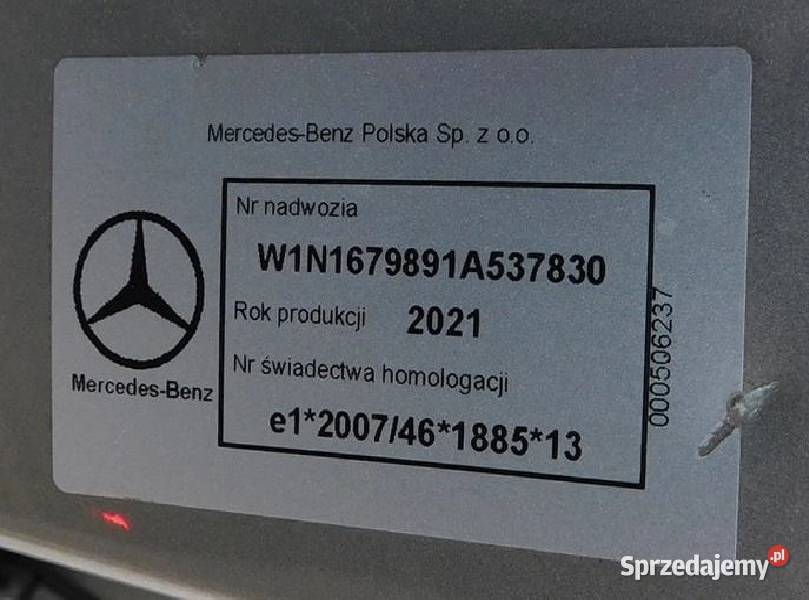 Mercedes-Benz Polska Sp. z o.o.
Nr nadwozia
W1N1679891A537830
Rok produkcji 2021
Nr świadectwa homologacji
e1*2007/46*1885*13
Mercedes-Benz
000506237
Sprzedajemy.pl